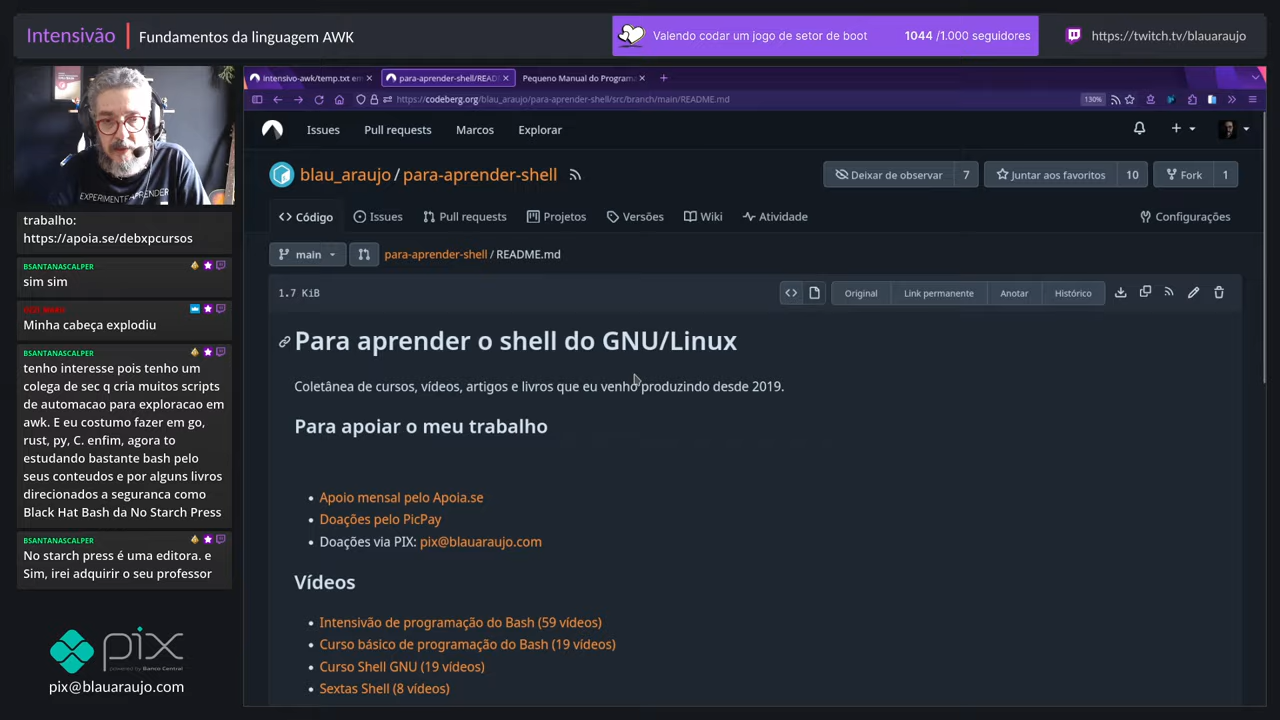 Intensivão
Fundamentos da linguagem AWK
Valendo codar um jogo de setor de boot
1044 /1.000 seguidores
https://twitch.tv/blauaraujo
intensivo-awk/temp.txt em
para-aprender-shell/READ
Pequeno Manual do Programa
https://codeberg.org/blau_araujo/para-aprender-shell/src/branch/main/README.md
130%
Issues
Pull requests
Marcos
Explorar
blau_araujo / para-aprender-shell
Deixar de observar 7
Juntar aos favoritos 10
Fork 1
Código
Issues
Pull requests
Projetos
Versões
Wiki
Atividade
Configurações
main
para-aprender-shell / README.md
1.7 KiB
Original
Link permanente
Anotar
Histórico
Para aprender o shell do GNU/Linux
Coletânea de cursos, vídeos, artigos e livros que eu venho produzindo desde 2019.
Para apoiar o meu trabalho
Apoio mensal pelo Apoia.se
Doações pelo PicPay
Doações via PIX: pix@blauaraujo.com
Vídeos
Intensivão de programação do Bash (59 vídeos)
Curso básico de programação do Bash (19 vídeos)
Curso Shell GNU (19 vídeos)
Sextas Shell (8 vídeos)
EXPERIMENTEAPRENDER
trabalho:
https://apoia.se/debxpcursos
BSANTANASCALPER
sim sim
Minha cabeça explodiu
BSANTANASCALPER
tenho interesse pois tenho um
colega de sec q cria muitos scripts
de automacao para exploracao em
awk. E eu costumo fazer em go,
rust, py, C. enfim, agora to
estudando bastante bash pelo
seus conteudos e por alguns livros
direcionados a seguranca como
Black Hat Bash da No Starch Press
BSANTANASCALPER
No starch press é uma editora. e
Sim, irei adquirir o seu professor
pix
powered by Banco Central
pix@blauaraujo.com